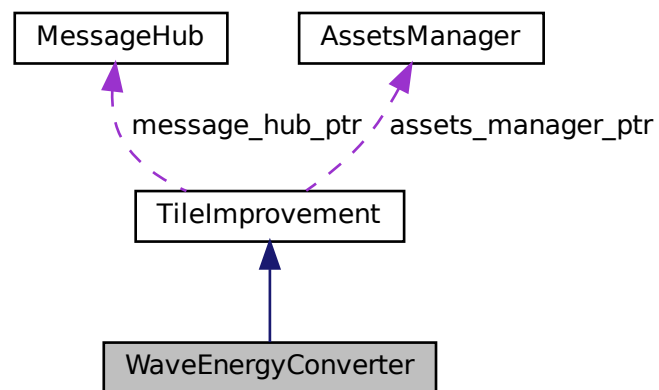 MessageHub
AssetsManager
message_hub_ptr
assets_manager_ptr
TileImprovement
WaveEnergyConverter